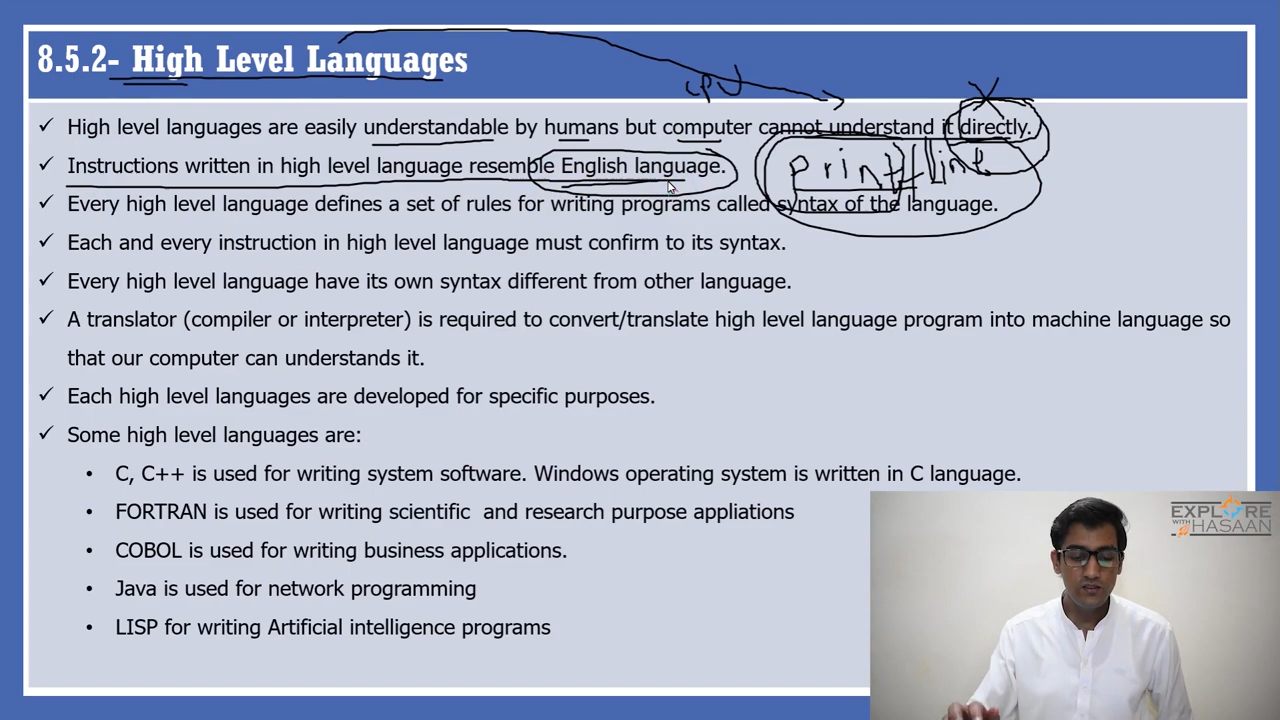 8.5.2- High Level Languages
CPU
✓ High level languages are easily understandable by humans but computer cannot understand it directly.
✓ Instructions written in high level language resemble English language.
printf line
✓ Every high level language defines a set of rules for writing programs called syntax of the language.
✓ Each and every instruction in high level language must confirm to its syntax.
✓ Every high level language have its own syntax different from other language.
✓ A translator (compiler or interpreter) is required to convert/translate high level language program into machine language so
that our computer can understands it.
✓ Each high level languages are developed for specific purposes.
✓ Some high level languages are:
• C, C++ is used for writing system software. Windows operating system is written in C language.
• FORTRAN is used for writing scientific and research purpose appliations
• COBOL is used for writing business applications.
• Java is used for network programming
• LISP for writing Artificial intelligence programs
EXPLORE
WITH HASAAN